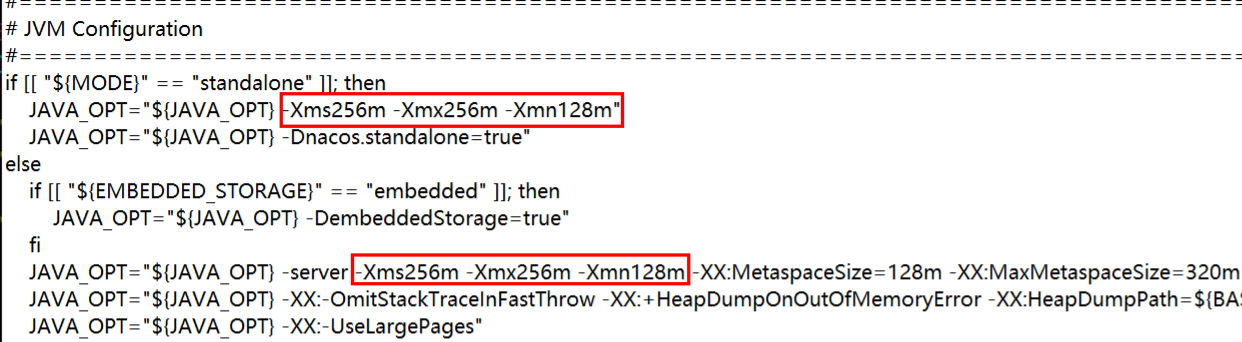 #==============================================================================
# JVM Configuration
#==============================================================================
if [[ "${MODE}" == "standalone" ]]; then
JAVA_OPT="${JAVA_OPT} -Xms256m -Xmx256m -Xmn128m"
JAVA_OPT="${JAVA_OPT} -Dnacos.standalone=true"
else
if [[ "${EMBEDDED_STORAGE}" == "embedded" ]]; then
JAVA_OPT="${JAVA_OPT} -DembeddedStorage=true"
fi
JAVA_OPT="${JAVA_OPT} -server -Xms256m -Xmx256m -Xmn128m -XX:MetaspaceSize=128m -XX:MaxMetaspaceSize=320m
JAVA_OPT="${JAVA_OPT} -XX:-OmitStackTraceInFastThrow -XX:+HeapDumpOnOutOfMemoryError -XX:HeapDumpPath=${BAS
JAVA_OPT="${JAVA_OPT} -XX:-UseLargePages"